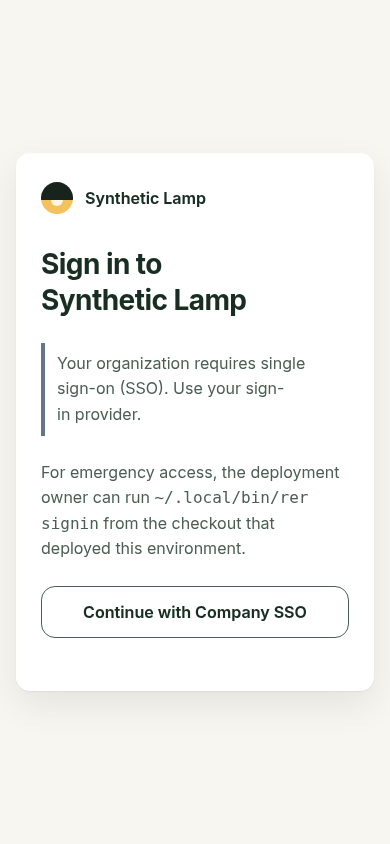 Synthetic Lamp
Sign in to
Synthetic Lamp
Your organization requires single
sign-on (SSO). Use your sign-
in provider.
For emergency access, the deployment
owner can run ~/.local/bin/rer
signin from the checkout that
deployed this environment.
Continue with Company SSO